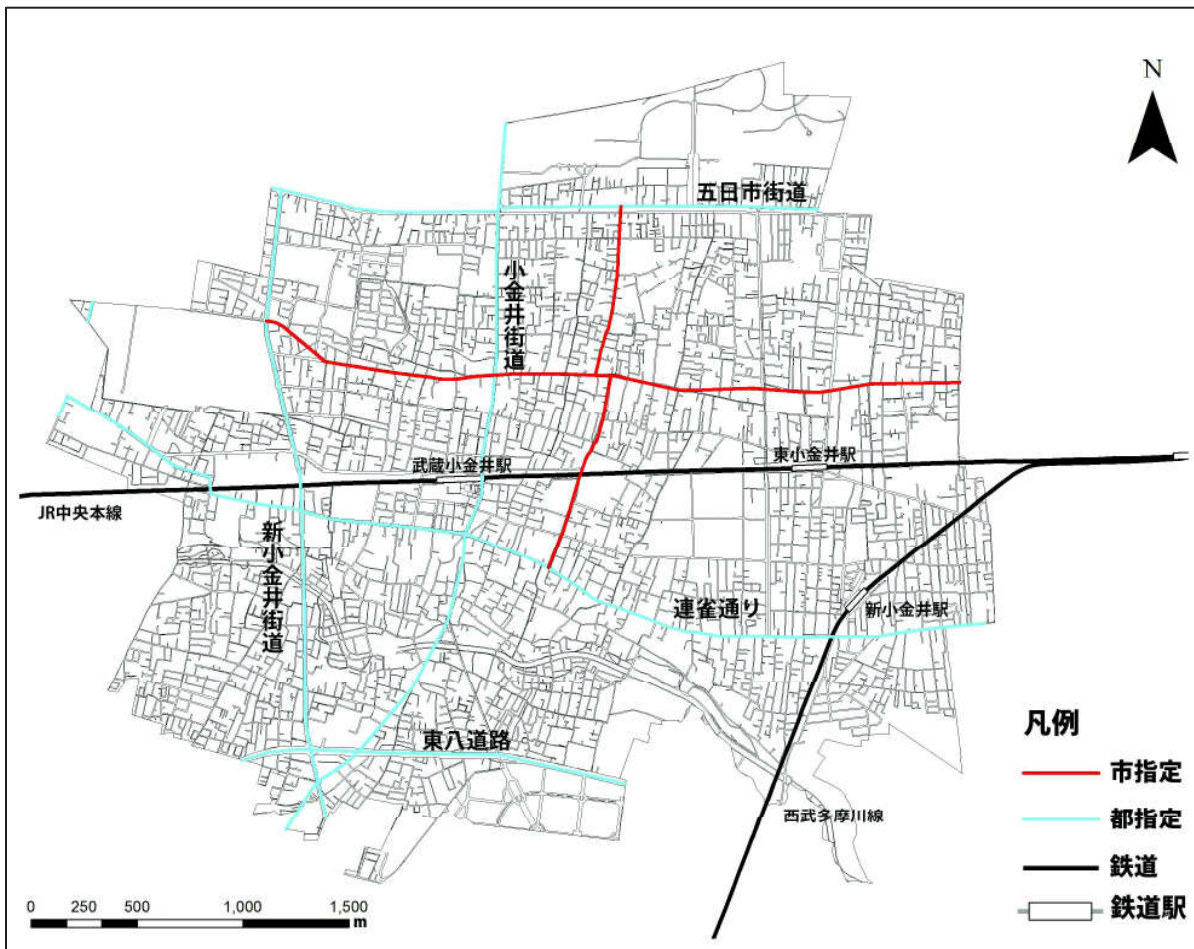 N
五日市街道
小金井街道
武蔵小金井駅
東小金井駅
JR中央本線
新小金井街道
連雀通り
新小金井駅
東八道路
西武多摩川線
凡例
市指定
都指定
鉄道
鉄道駅
0 250 500 1,000 1,500
m